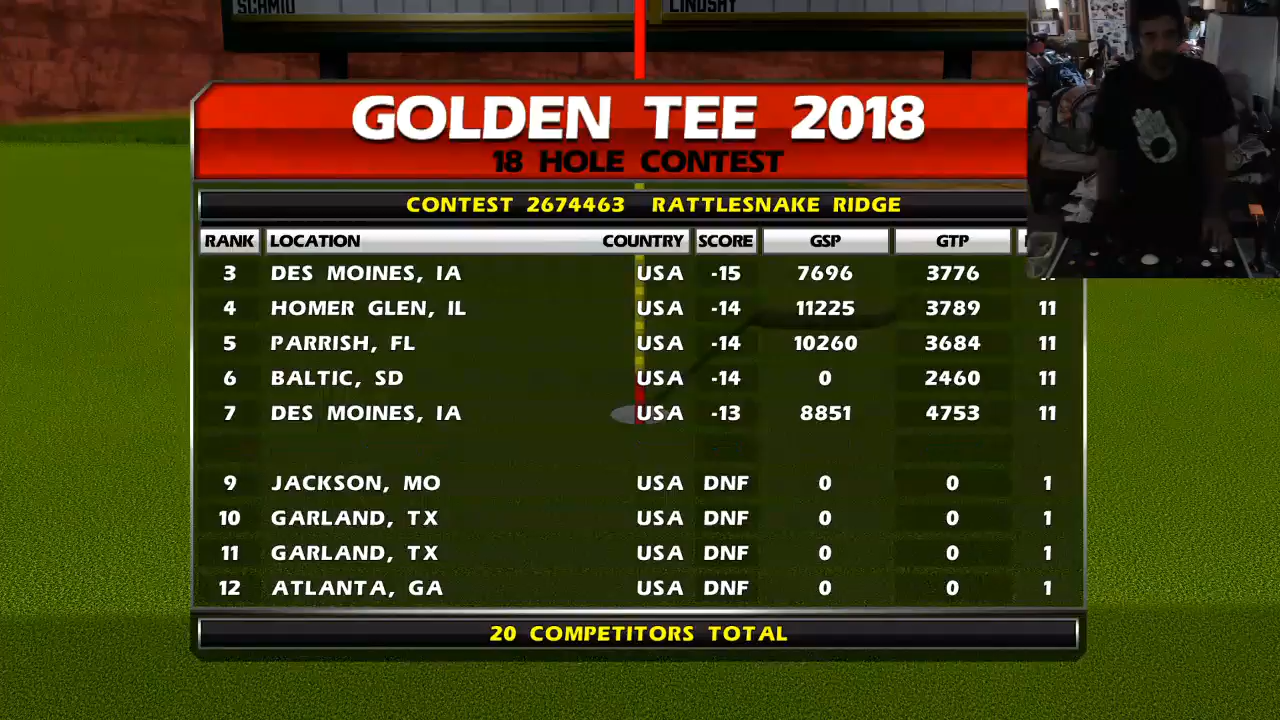 SCHMID LINDSAY
GOLDEN TEE 2018
18 HOLE CONTEST
CONTEST 2674463 RATTLESNAKE RIDGE
RANK LOCATION COUNTRY SCORE GSP GTP
3 DES MOINES, IA USA -15 7696 3776
4 HOMER GLEN, IL USA -14 11225 3789 11
5 PARRISH, FL USA -14 10260 3684 11
6 BALTIC, SD USA -14 0 2460 11
7 DES MOINES, IA USA -13 8851 4753 11
9 JACKSON, MO USA DNF 0 0 1
10 GARLAND, TX USA DNF 0 0 1
11 GARLAND, TX USA DNF 0 0 1
12 ATLANTA, GA USA DNF 0 0 1
20 COMPETITORS TOTAL